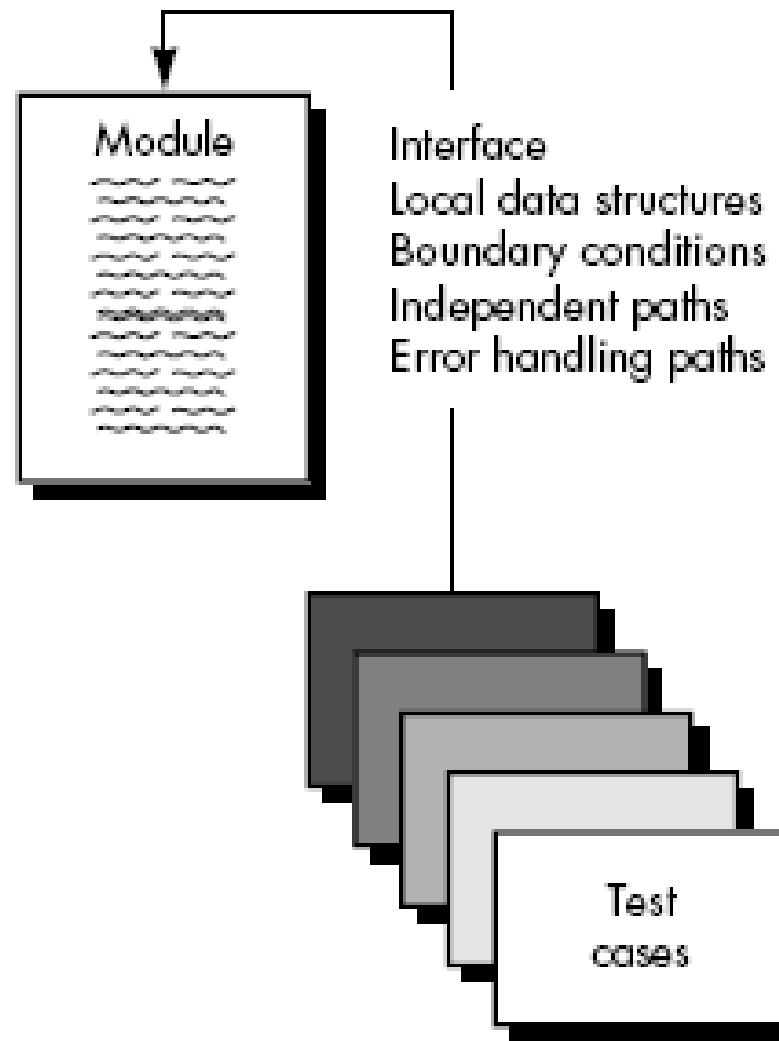 Module
Interface
Local data structures
Boundary conditions
Independent paths
Error handling paths
Test
cases